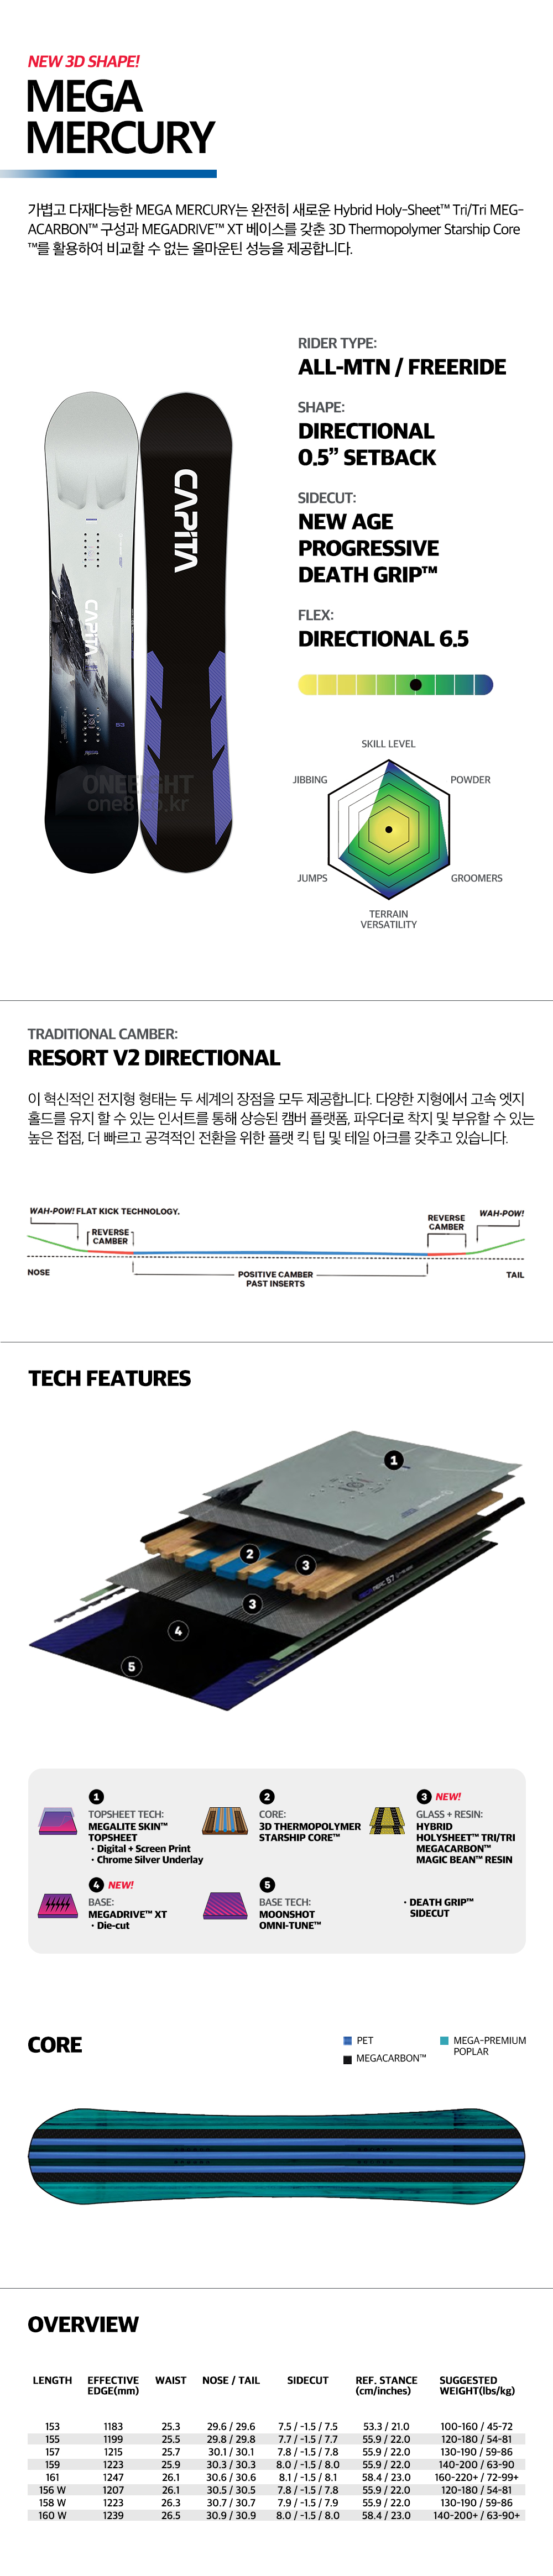 NEW 3D SHAPE!
MEGA
MERCURY
가볍고 다재다능한 MEGA MERCURY는 완전히 새로운 Hybrid Holy-Sheet™ Tri/Tri MEG-
ACARBON™ 구성과 MEGADRIVE™ XT 베이스를 갖춘 3D Thermopolymer Starship Core
™를 활용하여 비교할 수 없는 올마운틴 성능을 제공합니다.
RIDER TYPE:
ALL-MTN / FREERIDE
SHAPE:
DIRECTIONAL
0.5” SETBACK
SIDECUT:
NEW AGE
PROGRESSIVE
DEATH GRIP™
FLEX:
DIRECTIONAL 6.5
CAPiTA
CAPiTA
ONEEIGHT
one8.co.kr
SKILL LEVEL
JIBBING
POWDER
JUMPS
GROOMERS
TERRAIN
VERSATILITY
TRADITIONAL CAMBER:
RESORT V2 DIRECTIONAL
이 혁신적인 전지형 형태는 두 세계의 장점을 모두 제공합니다. 다양한 지형에서 고속 엣지
홀드를 유지 할 수 있는 인서트를 통해 상승된 캠버 플랫폼, 파우더로 착지 및 부유할 수 있는
높은 접점, 더 빠르고 공격적인 전환을 위한 플랫 킥 팁 및 테일 아크를 갖추고 있습니다.
WAH-POW! FLAT KICK TECHNOLOGY.
REVERSE
CAMBER
REVERSE
CAMBER
WAH-POW!
NOSE
POSITIVE CAMBER
PAST INSERTS
TAIL
TECH FEATURES
1
2
3
3
4
5
1
TOPSHEET TECH:
MEGALITE SKIN™
TOPSHEET
· Digital + Screen Print
· Chrome Silver Underlay
2
CORE:
3D THERMOPOLYMER
STARSHIP CORE™
3 NEW!
GLASS + RESIN:
HYBRID
HOLYSHEET™ TRI/TRI
MEGACARBON™
MAGIC BEAN™ RESIN
4 NEW!
BASE:
MEGADRIVE™ XT
· Die-cut
5
BASE TECH:
MOONSHOT
OMNI-TUNE™
· DEATH GRIP™
SIDECUT
CORE
PET
MEGACARBON™
MEGA-PREMIUM
POPLAR
OVERVIEW
LENGTH EFFECTIVE EDGE(mm) WAIST NOSE / TAIL SIDECUT REF. STANCE (cm/inches) SUGGESTED WEIGHT(lbs/kg)
153 1183 25.3 29.6 / 29.6 7.5 / -1.5 / 7.5 53.3 / 21.0 100-160 / 45-72
155 1199 25.5 29.8 / 29.8 7.7 / -1.5 / 7.7 55.9 / 22.0 120-180 / 54-81
157 1215 25.7 30.1 / 30.1 7.8 / -1.5 / 7.8 55.9 / 22.0 130-190 / 59-86
159 1223 25.9 30.3 / 30.3 8.0 / -1.5 / 8.0 55.9 / 22.0 140-200 / 63-90
161 1247 26.1 30.6 / 30.6 8.1 / -1.5 / 8.1 58.4 / 23.0 160-220+ / 72-99+
156 W 1207 26.1 30.5 / 30.5 7.8 / -1.5 / 7.8 55.9 / 22.0 120-180 / 54-81
158 W 1223 26.3 30.7 / 30.7 7.9 / -1.5 / 7.9 55.9 / 22.0 130-190 / 59-86
160 W 1239 26.5 30.9 / 30.9 8.0 / -1.5 / 8.0 58.4 / 23.0 140-200+ / 63-90+